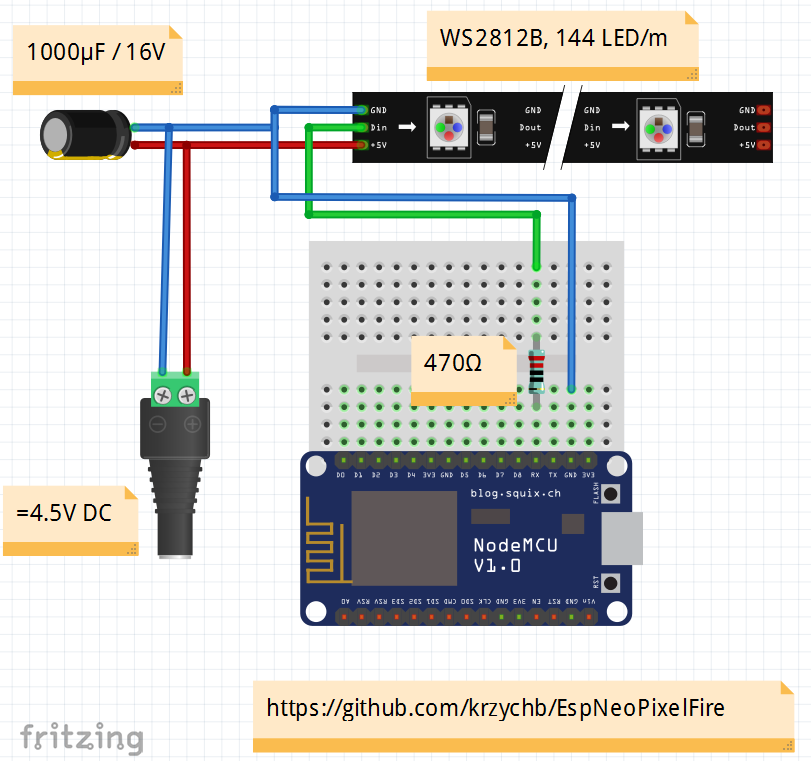 1000µF / 16V
WS2812B, 144 LED/m
GND GND GND
Din Dout Din Dout
+5V +5V +5V +5V
470Ω
=4.5V DC
D0 D1 D2 D3 D4 3V3 GND D5 D6 D7 D8 RX TX GND 3V3
blog.squix.ch
FLASH
NodeMCU
V1.0
RST
A0 RSV RSV SD3 SD2 SD1 CMD SD0 CLK GND 3V3 EN RST GND Vin
https://github.com/krzychb/EspNeoPixelFire
fritzing